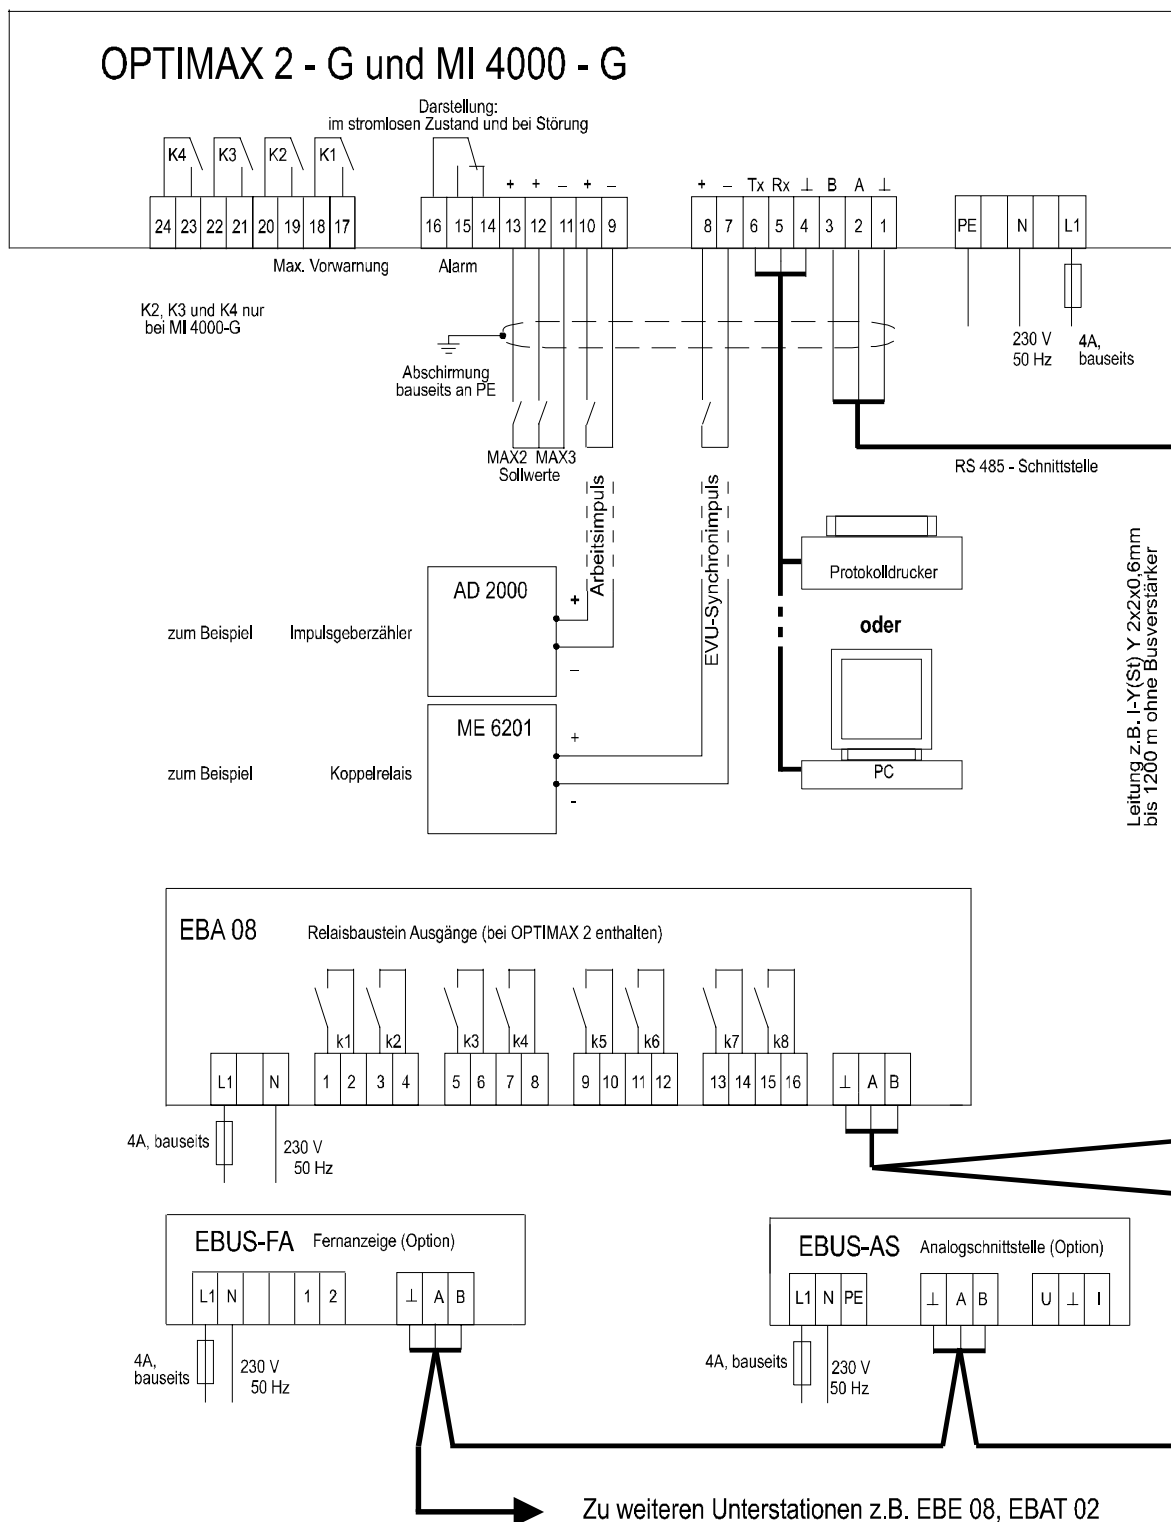 OPTIMAX 2 - G und MI 4000 - G
Darstellung:
im stromlosen Zustand und bei Störung
K4 K3 K2 K1
+ + – + –
+ – Tx Rx ⊥ B A ⊥
24 23 22 21 20 19 18 17
16 15 14 13 12 11 10 9
8 7 6 5 4 3 2 1
PE N L1
Max. Vorwarnung
Alarm
K2, K3 und K4 nur
bei MI 4000-G
Abschirmung
bauseits an PE
230 V
50 Hz
4A,
bauseits
MAX2 MAX3
Sollwerte
RS 485 - Schnittstelle
Arbeitsimpuls
EVU-Synchronimpuls
Leitung z.B. I-Y(St) Y 2x2x0,6mm
bis 1200 m ohne Busverstärker
Protokolldrucker
oder
PC
zum Beispiel Impulsgeberzähler
AD 2000
+
–
zum Beispiel Koppelrelais
ME 6201
+
-
EBA 08 Relaisbaustein Ausgänge (bei OPTIMAX 2 enthalten)
k1 k2 k3 k4 k5 k6 k7 k8
L1 N 1 2 3 4 5 6 7 8 9 10 11 12 13 14 15 16 ⊥ A B
4A, bauseits
230 V
50 Hz
EBUS-FA Fernanzeige (Option)
L1 N 1 2 ⊥ A B
4A,
bauseits
230 V
50 Hz
EBUS-AS Analogschnittstelle (Option)
L1 N PE ⊥ A B U ⊥ I
4A, bauseits
230 V
50 Hz
Zu weiteren Unterstationen z.B. EBE 08, EBAT 02